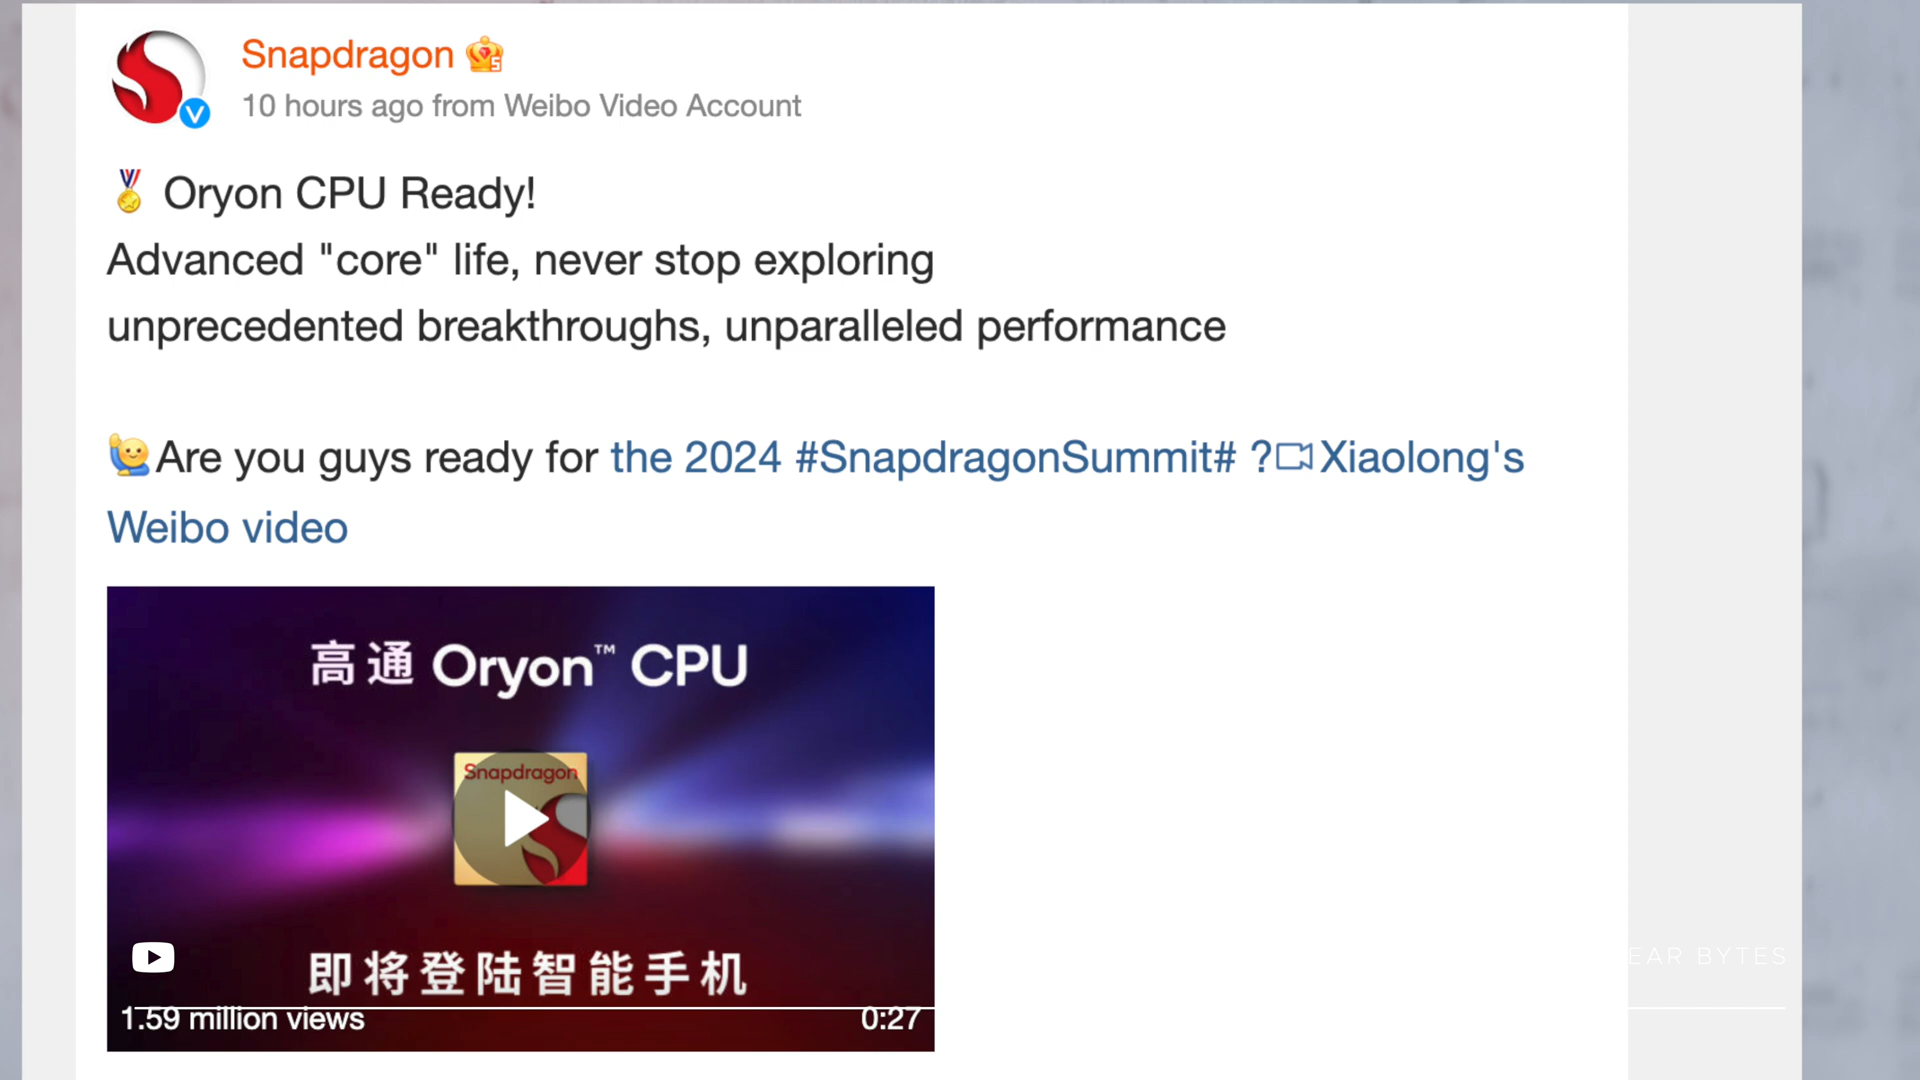 Snapdragon
10 hours ago from Weibo Video Account
Oryon CPU Ready!
Advanced "core" life, never stop exploring
unprecedented breakthroughs, unparalleled performance
Are you guys ready for the 2024 #SnapdragonSummit# ?Xiaolong's
Weibo video
高通 Oryon™ CPU
Snapdragon
即将登陆智能手机
1.59 million views
0:27
EAR BYTES